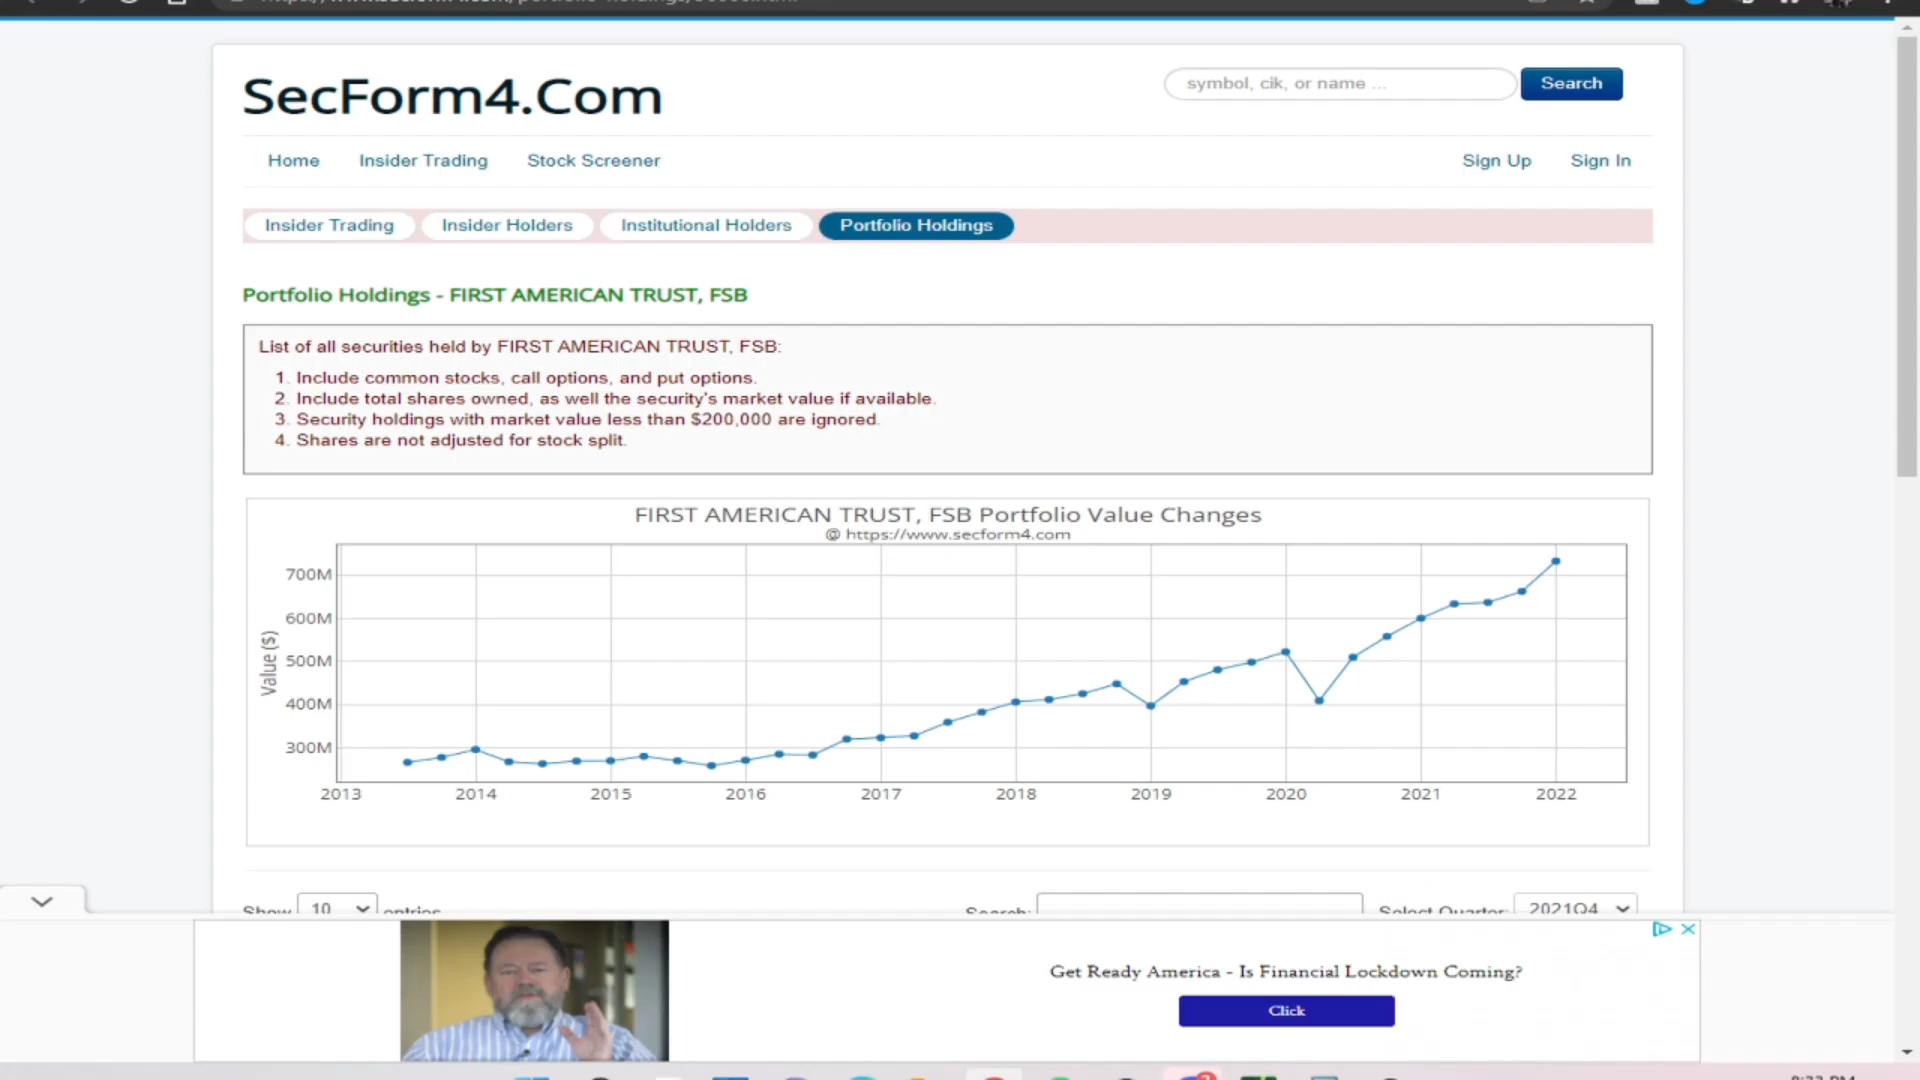 SecForm4.Com
symbol, cik, or name ...
Search
Home
Insider Trading
Stock Screener
Sign Up
Sign In
Insider Trading
Insider Holders
Institutional Holders
Portfolio Holdings
Portfolio Holdings - FIRST AMERICAN TRUST, FSB
List of all securities held by FIRST AMERICAN TRUST, FSB:
1. Include common stocks, call options, and put options.
2. Include total shares owned, as well the security's market value if available.
3. Security holdings with market value less than $200,000 are ignored.
4. Shares are not adjusted for stock split.
FIRST AMERICAN TRUST, FSB Portfolio Value Changes
@ https://www.secform4.com
Value ($)
700M
600M
500M
400M
300M
2013
2014
2015
2016
2017
2018
2019
2020
2021
2022
Show
10
entries
Search:
Select Quarter:
2021Q4
Get Ready America - Is Financial Lockdown Coming?
Click